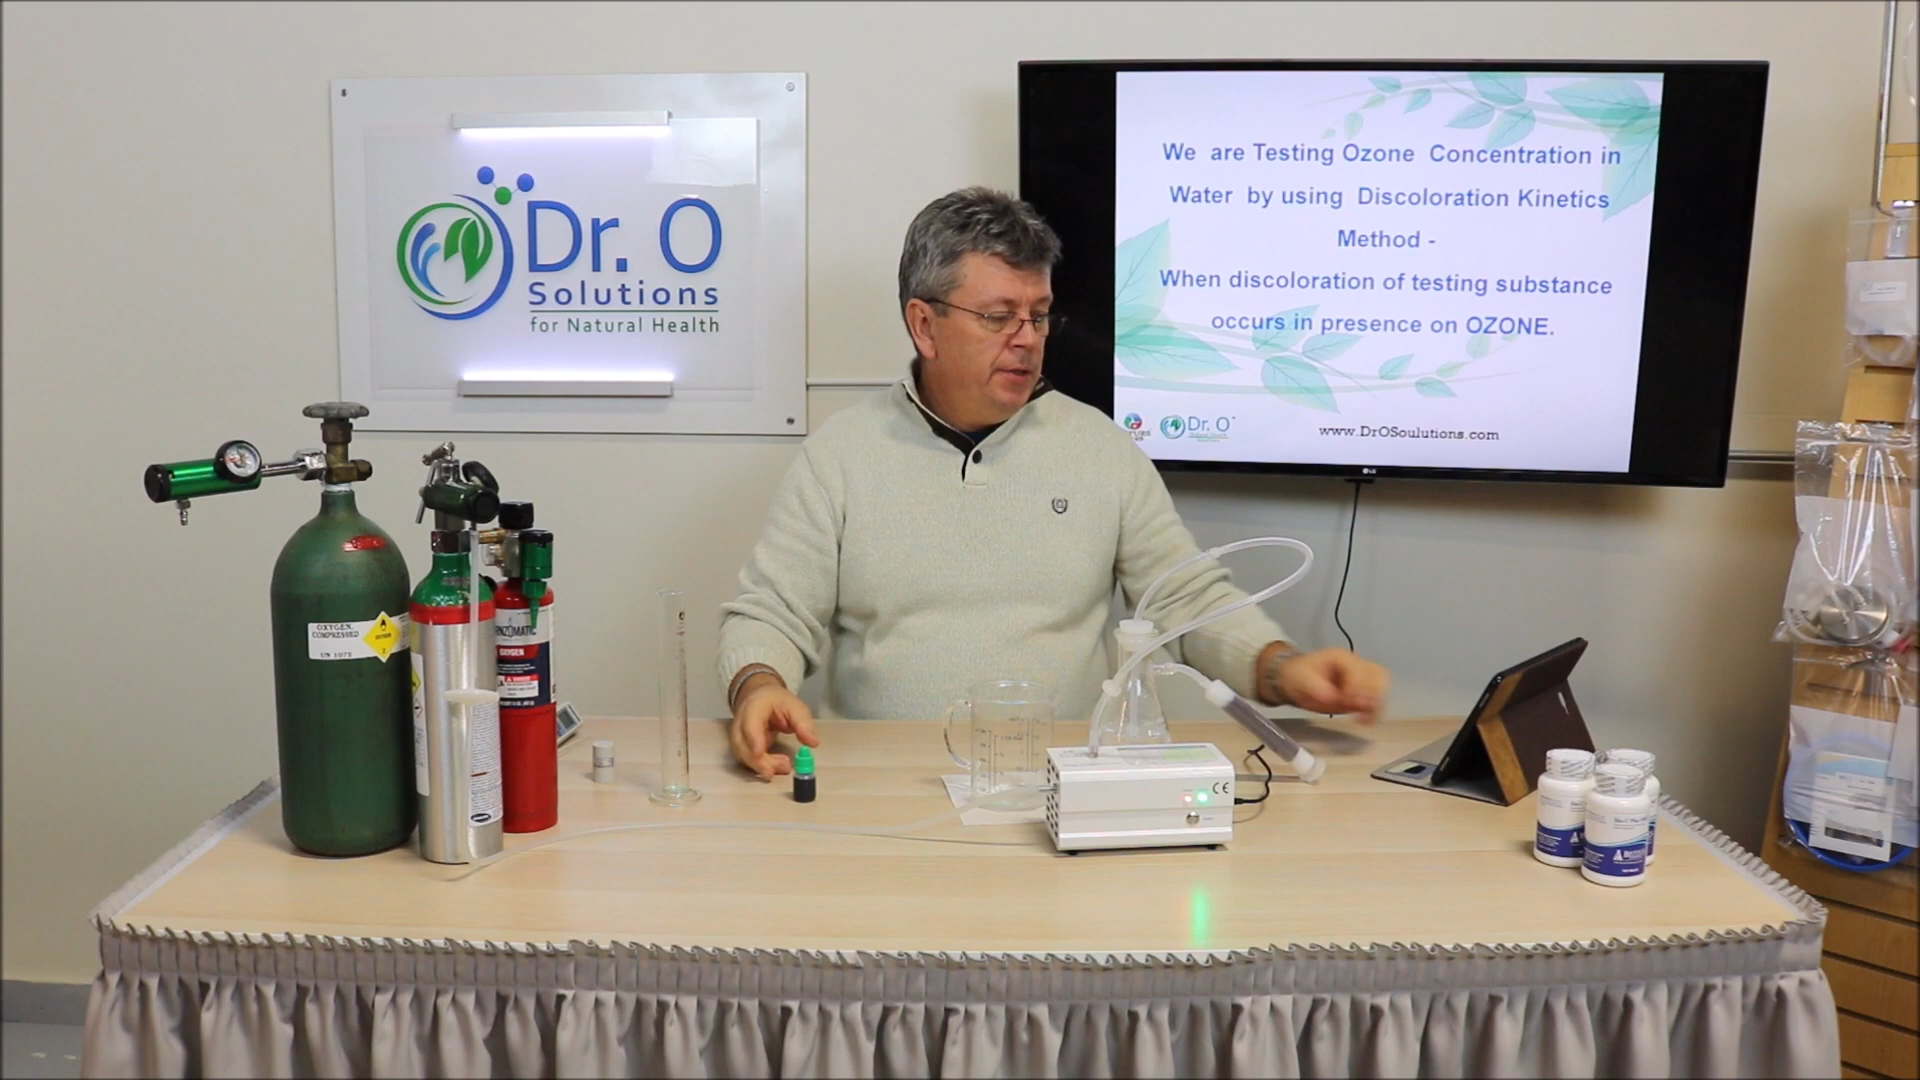 Dr. O
Solutions
for Natural Health
We are Testing Ozone Concentration in
Water by using Discoloration Kinetics
Method -
When discoloration of testing substance
occurs in presence on OZONE.
Dr. O
www.DrOSoulutions.com
LG
OXYGEN,
COMPRESSED
UN 1072
OXYGEN
CE